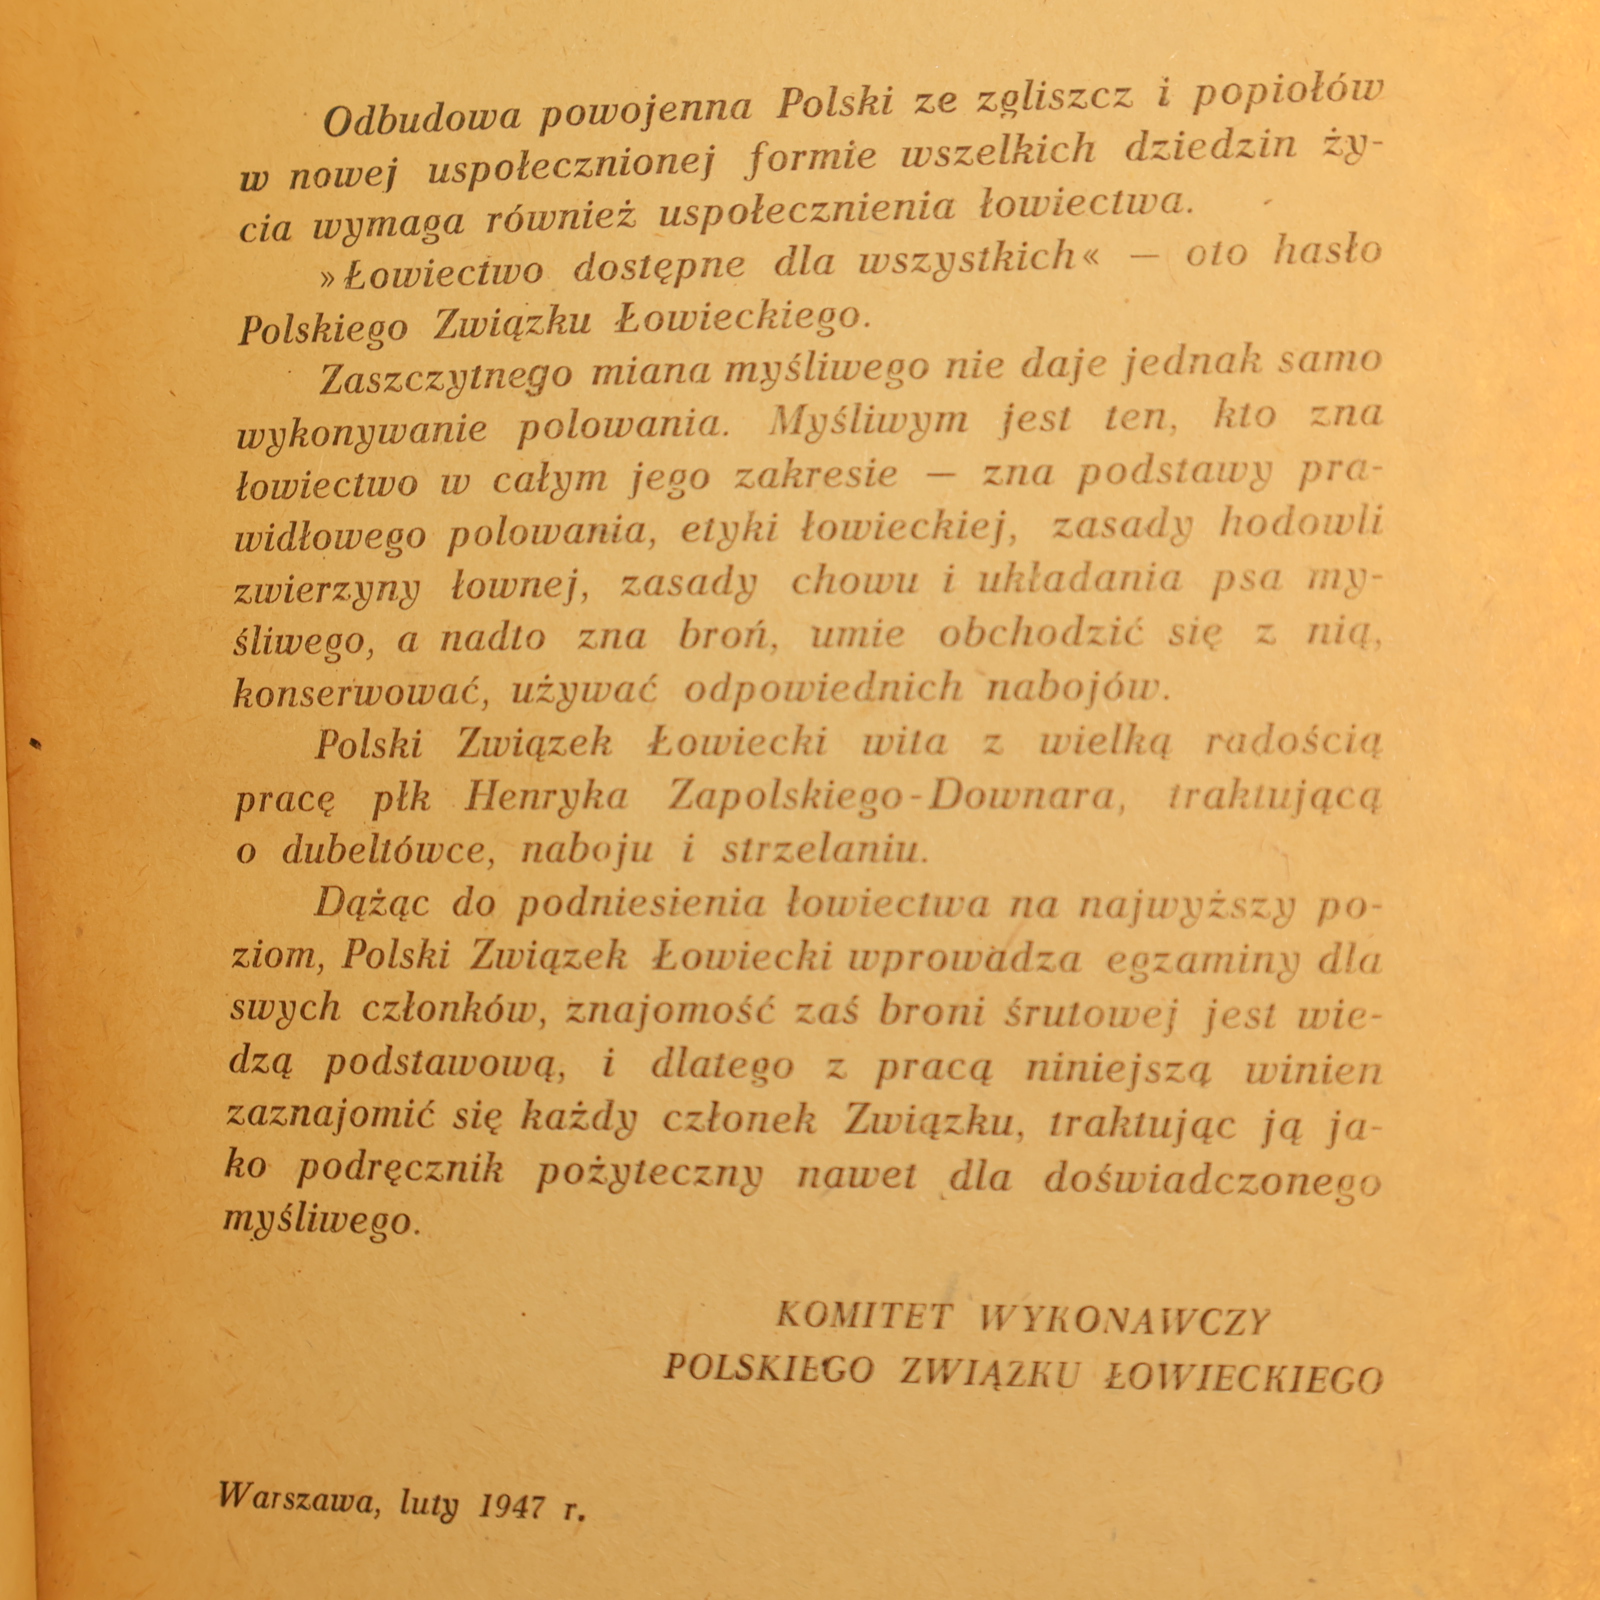 Odbudowa powojenna Polski ze zgliszcz i popiołów
w nowej uspołecznionej formie wszelkich dziedzin ży-
cia wymaga również uspołecznienia łowiectwa.
»Łowiectwo dostępne dla wszystkich« — oto hasło
Polskiego Związku Łowieckiego.
Zaszczytnego miana myśliwego nie daje jednak samo
wykonywanie polowania. Myśliwym jest ten, kto zna
łowiectwo w całym jego zakresie — zna podstawy pra-
widłowego polowania, etyki łowieckiej, zasady hodowli
zwierzyny łownej, zasady chowu i układania psa my-
śliwego, a nadto zna broń, umie obchodzić się z nią,
konserwować, używać odpowiednich nabojów.
Polski Związek Łowiecki wita z wielką radością
pracę płk Henryka Zapolskiego-Downara, traktującą
o dubeltówce, naboju i strzelaniu.
Dążąc do podniesienia łowiectwa na najwyższy po-
ziom, Polski Związek Łowiecki wprowadza egzaminy dla
swych członków, znajomość zaś broni śrutowej jest wie-
dzą podstawową, i dlatego z pracą niniejszą winien
zaznajomić się każdy członek Związku, traktując ją ja-
ko podręcznik pożyteczny nawet dla doświadczonego
myśliwego.
KOMITET WYKONAWCZY
POLSKIEGO ZWIĄZKU ŁOWIECKIEGO
Warszawa, luty 1947 r.